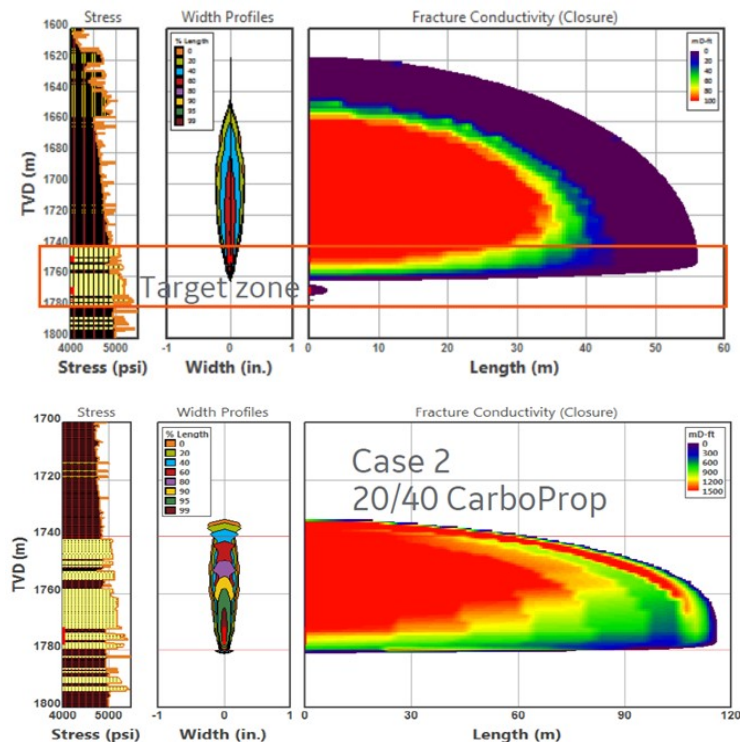 Stress
Width Profiles
Fracture Conductivity (Closure)
1600
1620
1640
1660
1680
1700
1720
1740
1760
1780
1800
TVD (m)
% Length
0
20
40
60
80
90
95
99
mD-ft
0
20
40
60
80
100
Target zone
4000 5000
-1 0 1
0 10 20 30 40 50 60
Stress (psi)
Width (in.)
Length (m)
Stress
Width Profiles
Fracture Conductivity (Closure)
1700
1720
1740
1760
1780
1800
TVD (m)
% Length
0
20
40
60
80
90
95
99
Case 2
20/40 CarboProp
mD-ft
0
300
600
900
1200
1500
4000 5000
-1 0 1
0 30 60 90 120
Stress (psi)
Width (in.)
Length (m)